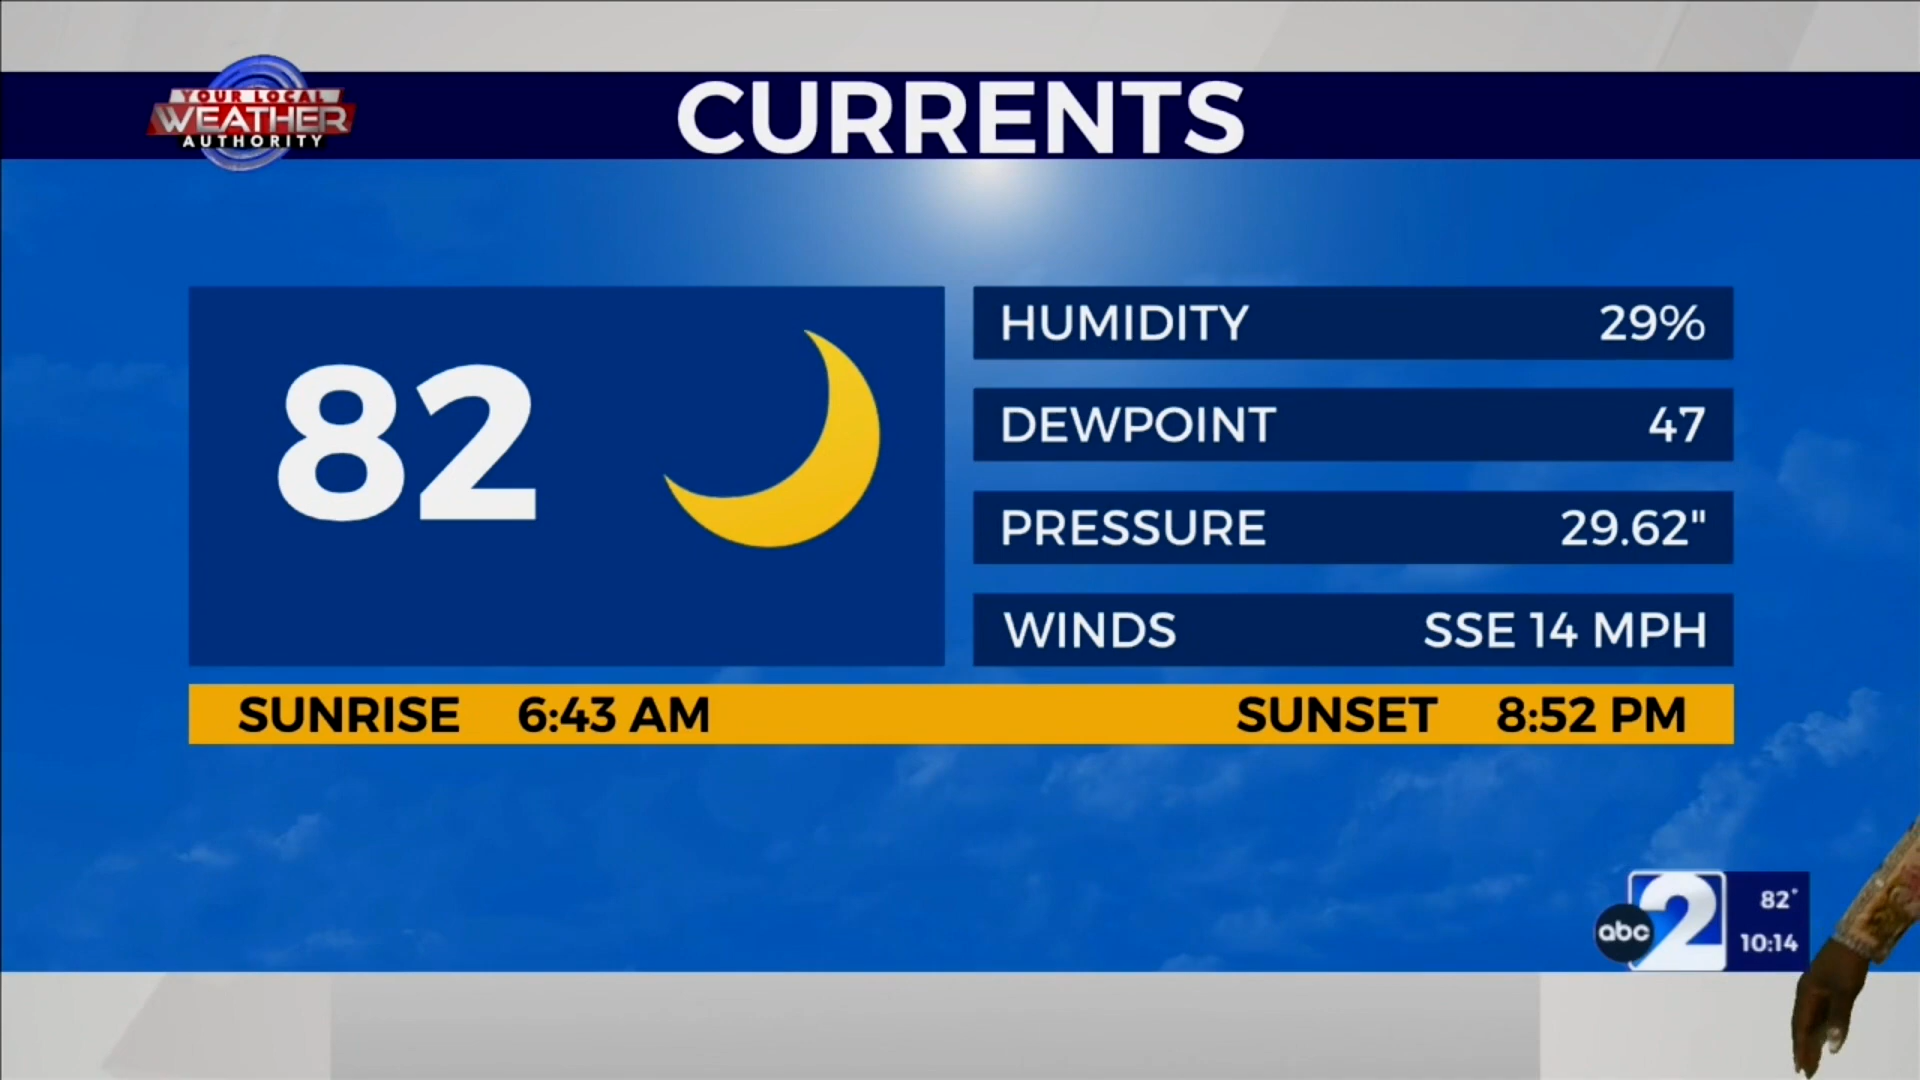 YOUR LOCAL
WEATHER
AUTHORITY
CURRENTS
82
HUMIDITY 29%
DEWPOINT 47
PRESSURE 29.62"
WINDS SSE 14 MPH
SUNRISE 6:43 AM SUNSET 8:52 PM
abc 2 82°
10:14